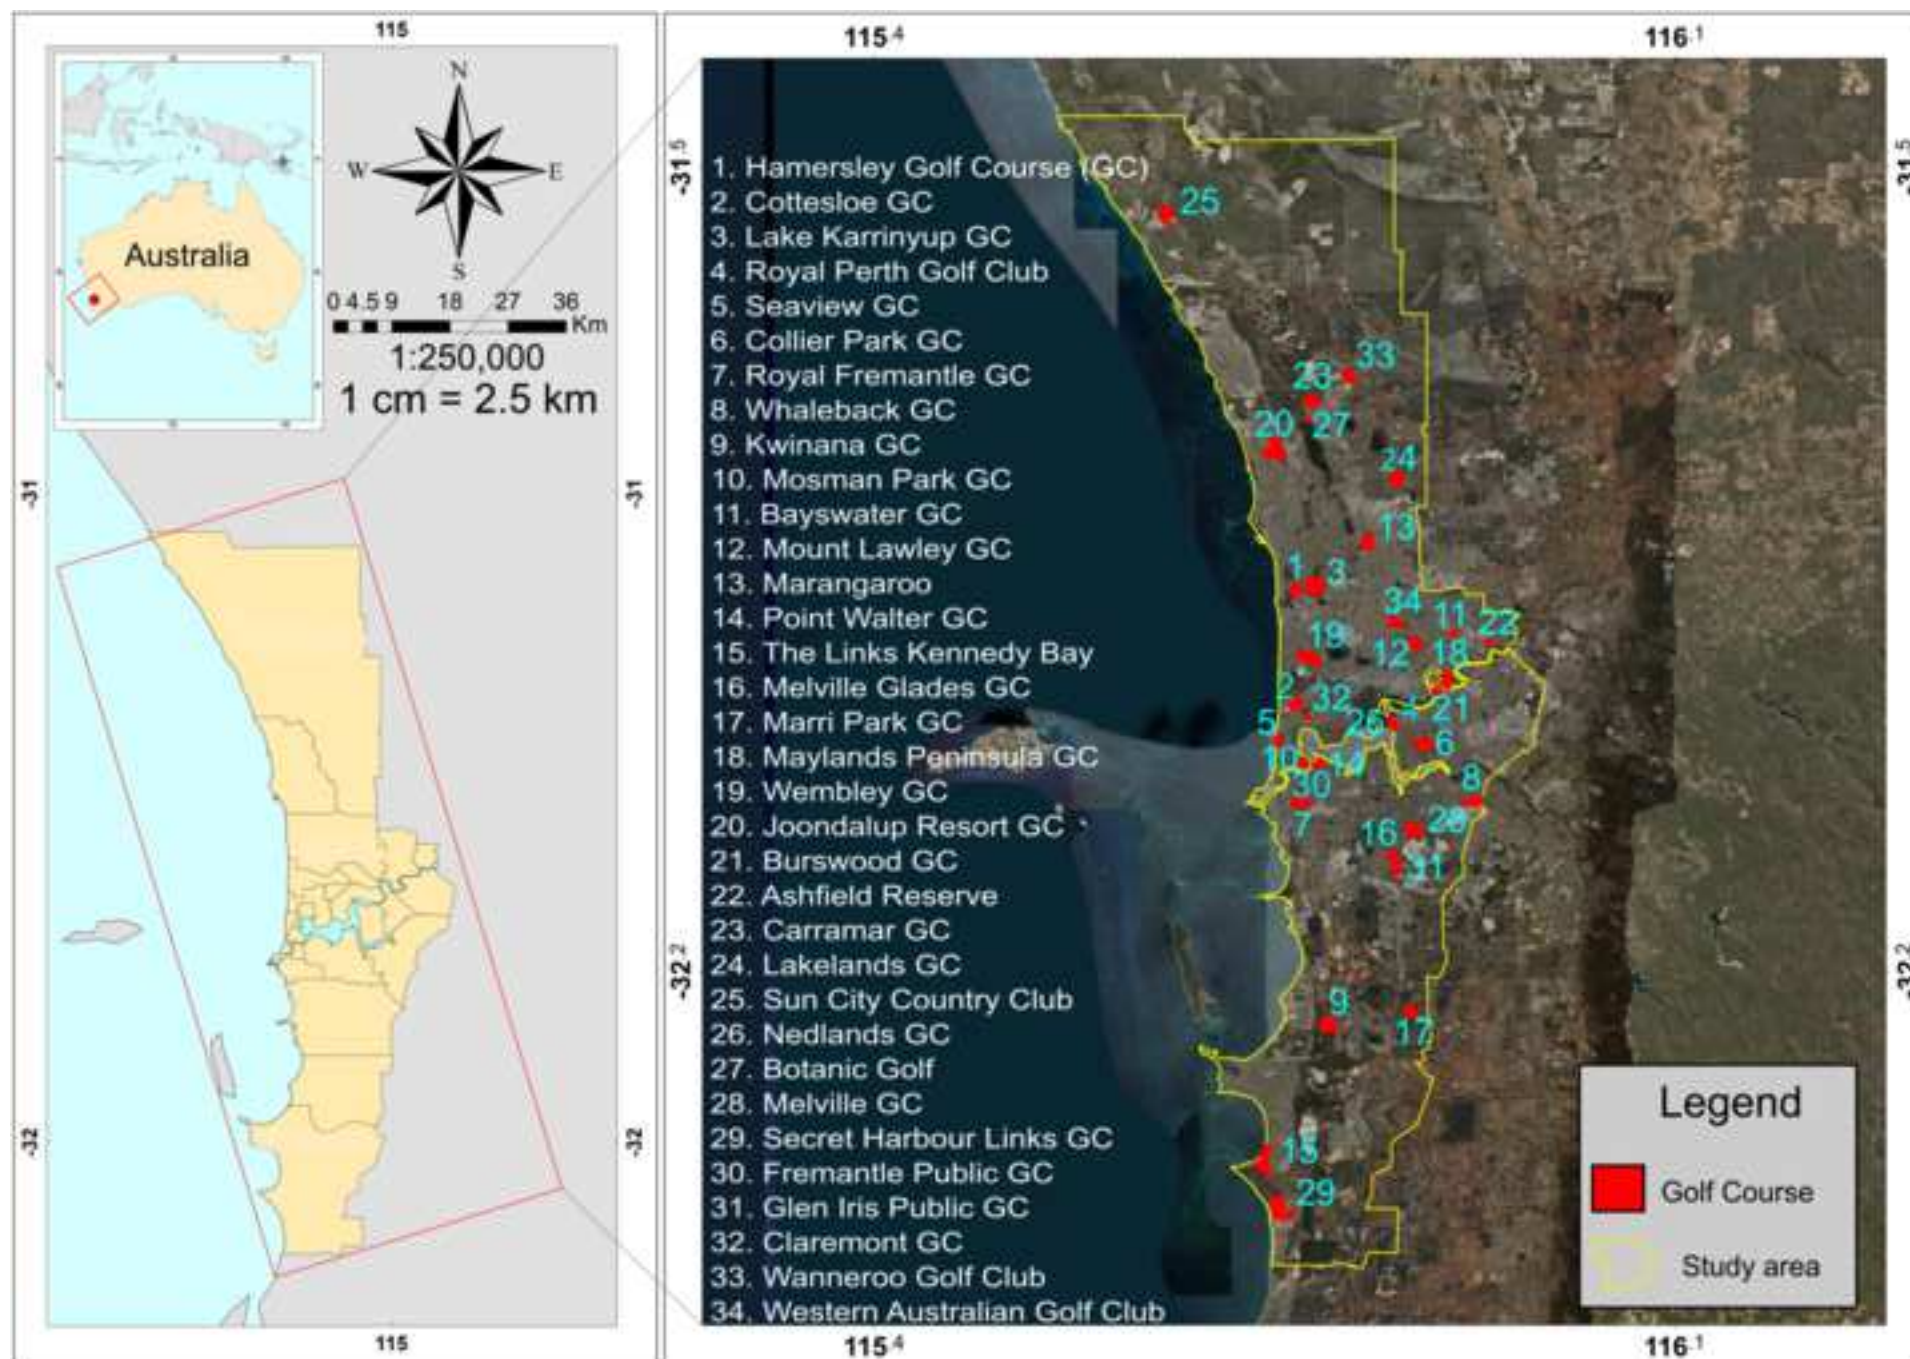 115
N
W E
S
Australia
0 4.5 9 18 27 36
Km
1:250,000
1 cm = 2.5 km
-31
-31
-32
-32
115
115.4
116.1
-31.5
-31.5
1. Hamersley Golf Course (GC)
2. Cottesloe GC
3. Lake Karrinyup GC
4. Royal Perth Golf Club
5. Seaview GC
6. Collier Park GC
7. Royal Fremantle GC
8. Whaleback GC
9. Kwinana GC
10. Mosman Park GC
11. Bayswater GC
12. Mount Lawley GC
13. Marangaroo
14. Point Walter GC
15. The Links Kennedy Bay
16. Melville Glades GC
17. Marri Park GC
18. Maylands Peninsula GC
19. Wembley GC
20. Joondalup Resort GC
21. Burswood GC
22. Ashfield Reserve
23. Carramar GC
24. Lakelands GC
25. Sun City Country Club
26. Nedlands GC
27. Botanic Golf
28. Melville GC
29. Secret Harbour Links GC
30. Fremantle Public GC
31. Glen Iris Public GC
32. Claremont GC
33. Wanneroo Golf Club
34. Western Australian Golf Club
25
33
23
27
20
24
13
1
3
34
11
22
19
12
18
2
32
26
4
21
5
6
10
14
30
8
7
16
28
31
9
17
15
29
-32.2
-32.2
Legend
Golf Course
Study area
115.4
116.1